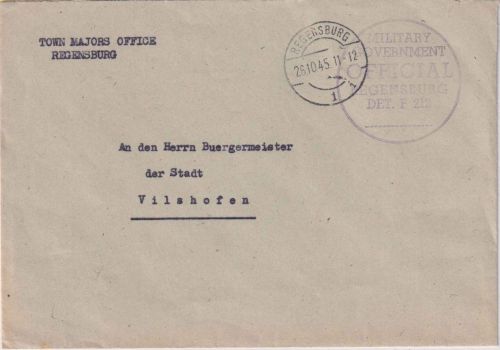 TOWN MAJORS OFFICE
REGENSBURG
REGENSBURG
26.10.45.11-12
1
MILITARY
GOVERNMENT
OFFICIAL
REGENSBURG
DET. F 212
An den Herrn Buergermeister
der Stadt
Vilshofen